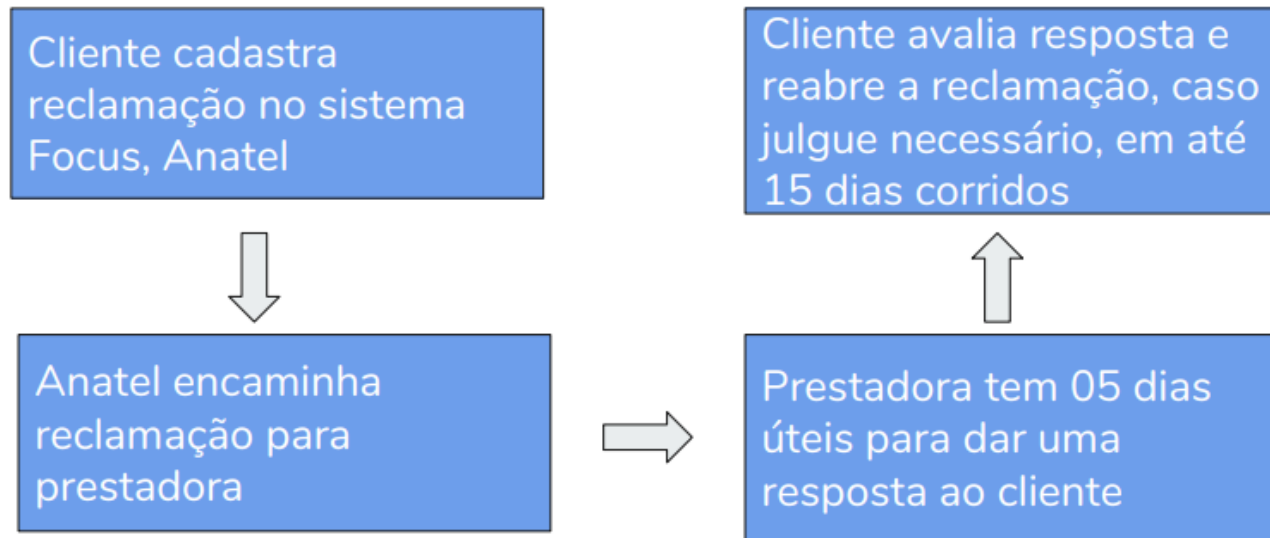 Cliente cadastra
reclamação no sistema
Focus, Anatel
Anatel encaminha
reclamação para
prestadora
Prestadora tem 05 dias
úteis para dar uma
resposta ao cliente
Cliente avalia resposta e
reabre a reclamação, caso
julgue necessário, em até
15 dias corridos